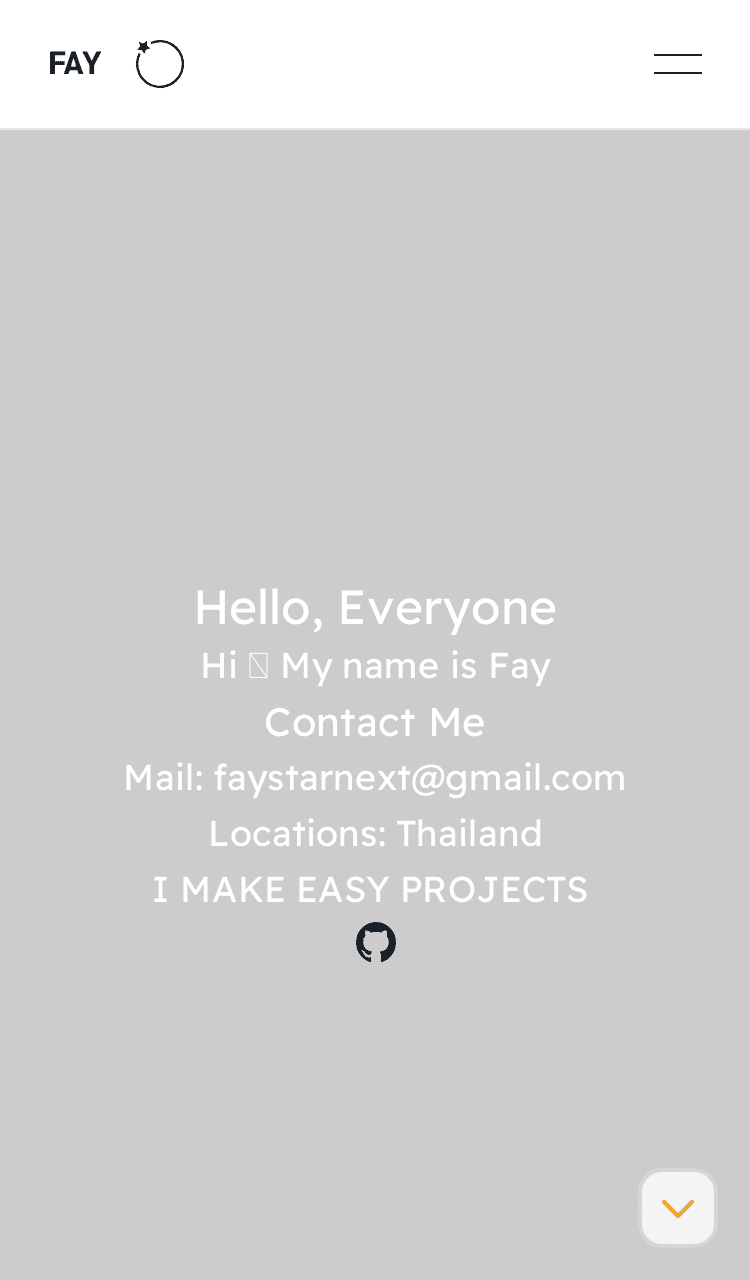 FAY
Hello, Everyone
Hi My name is Fay
Contact Me
Mail: faystarnext@gmail.com
Locations: Thailand
I MAKE EASY PROJECTS